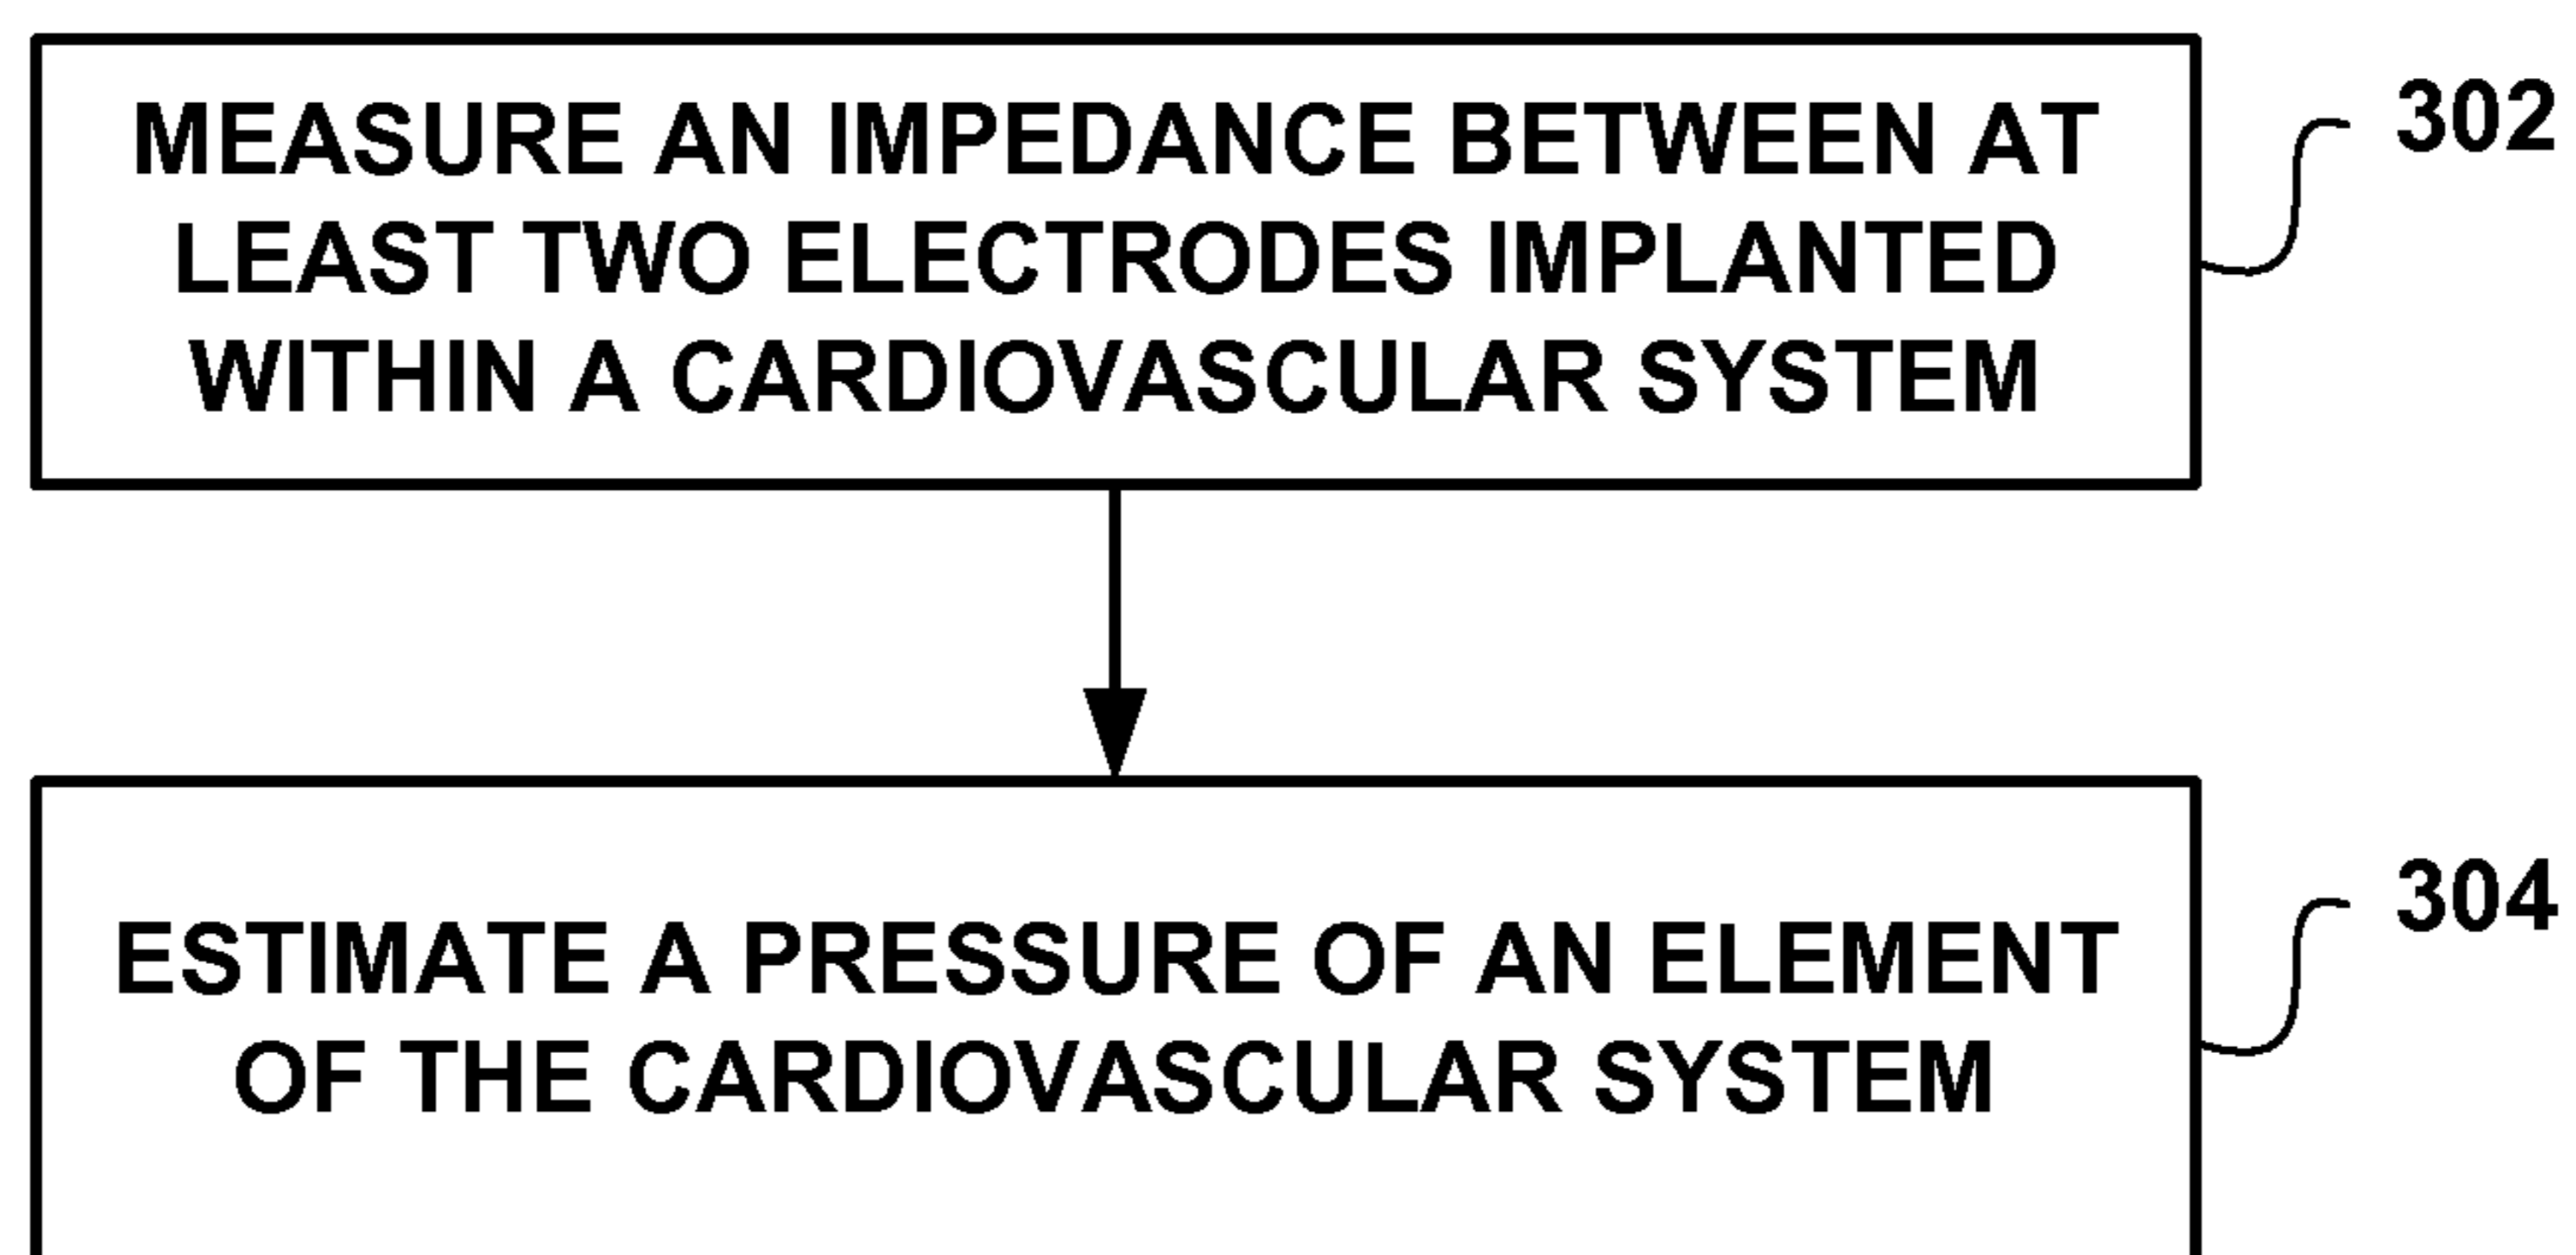 MEASURE AN IMPEDANCE BETWEEN AT
LEAST TWO ELECTRODES IMPLANTED
WITHIN A CARDIOVASCULAR SYSTEM
302
ESTIMATE A PRESSURE OF AN ELEMENT
OF THE CARDIOVASCULAR SYSTEM
304